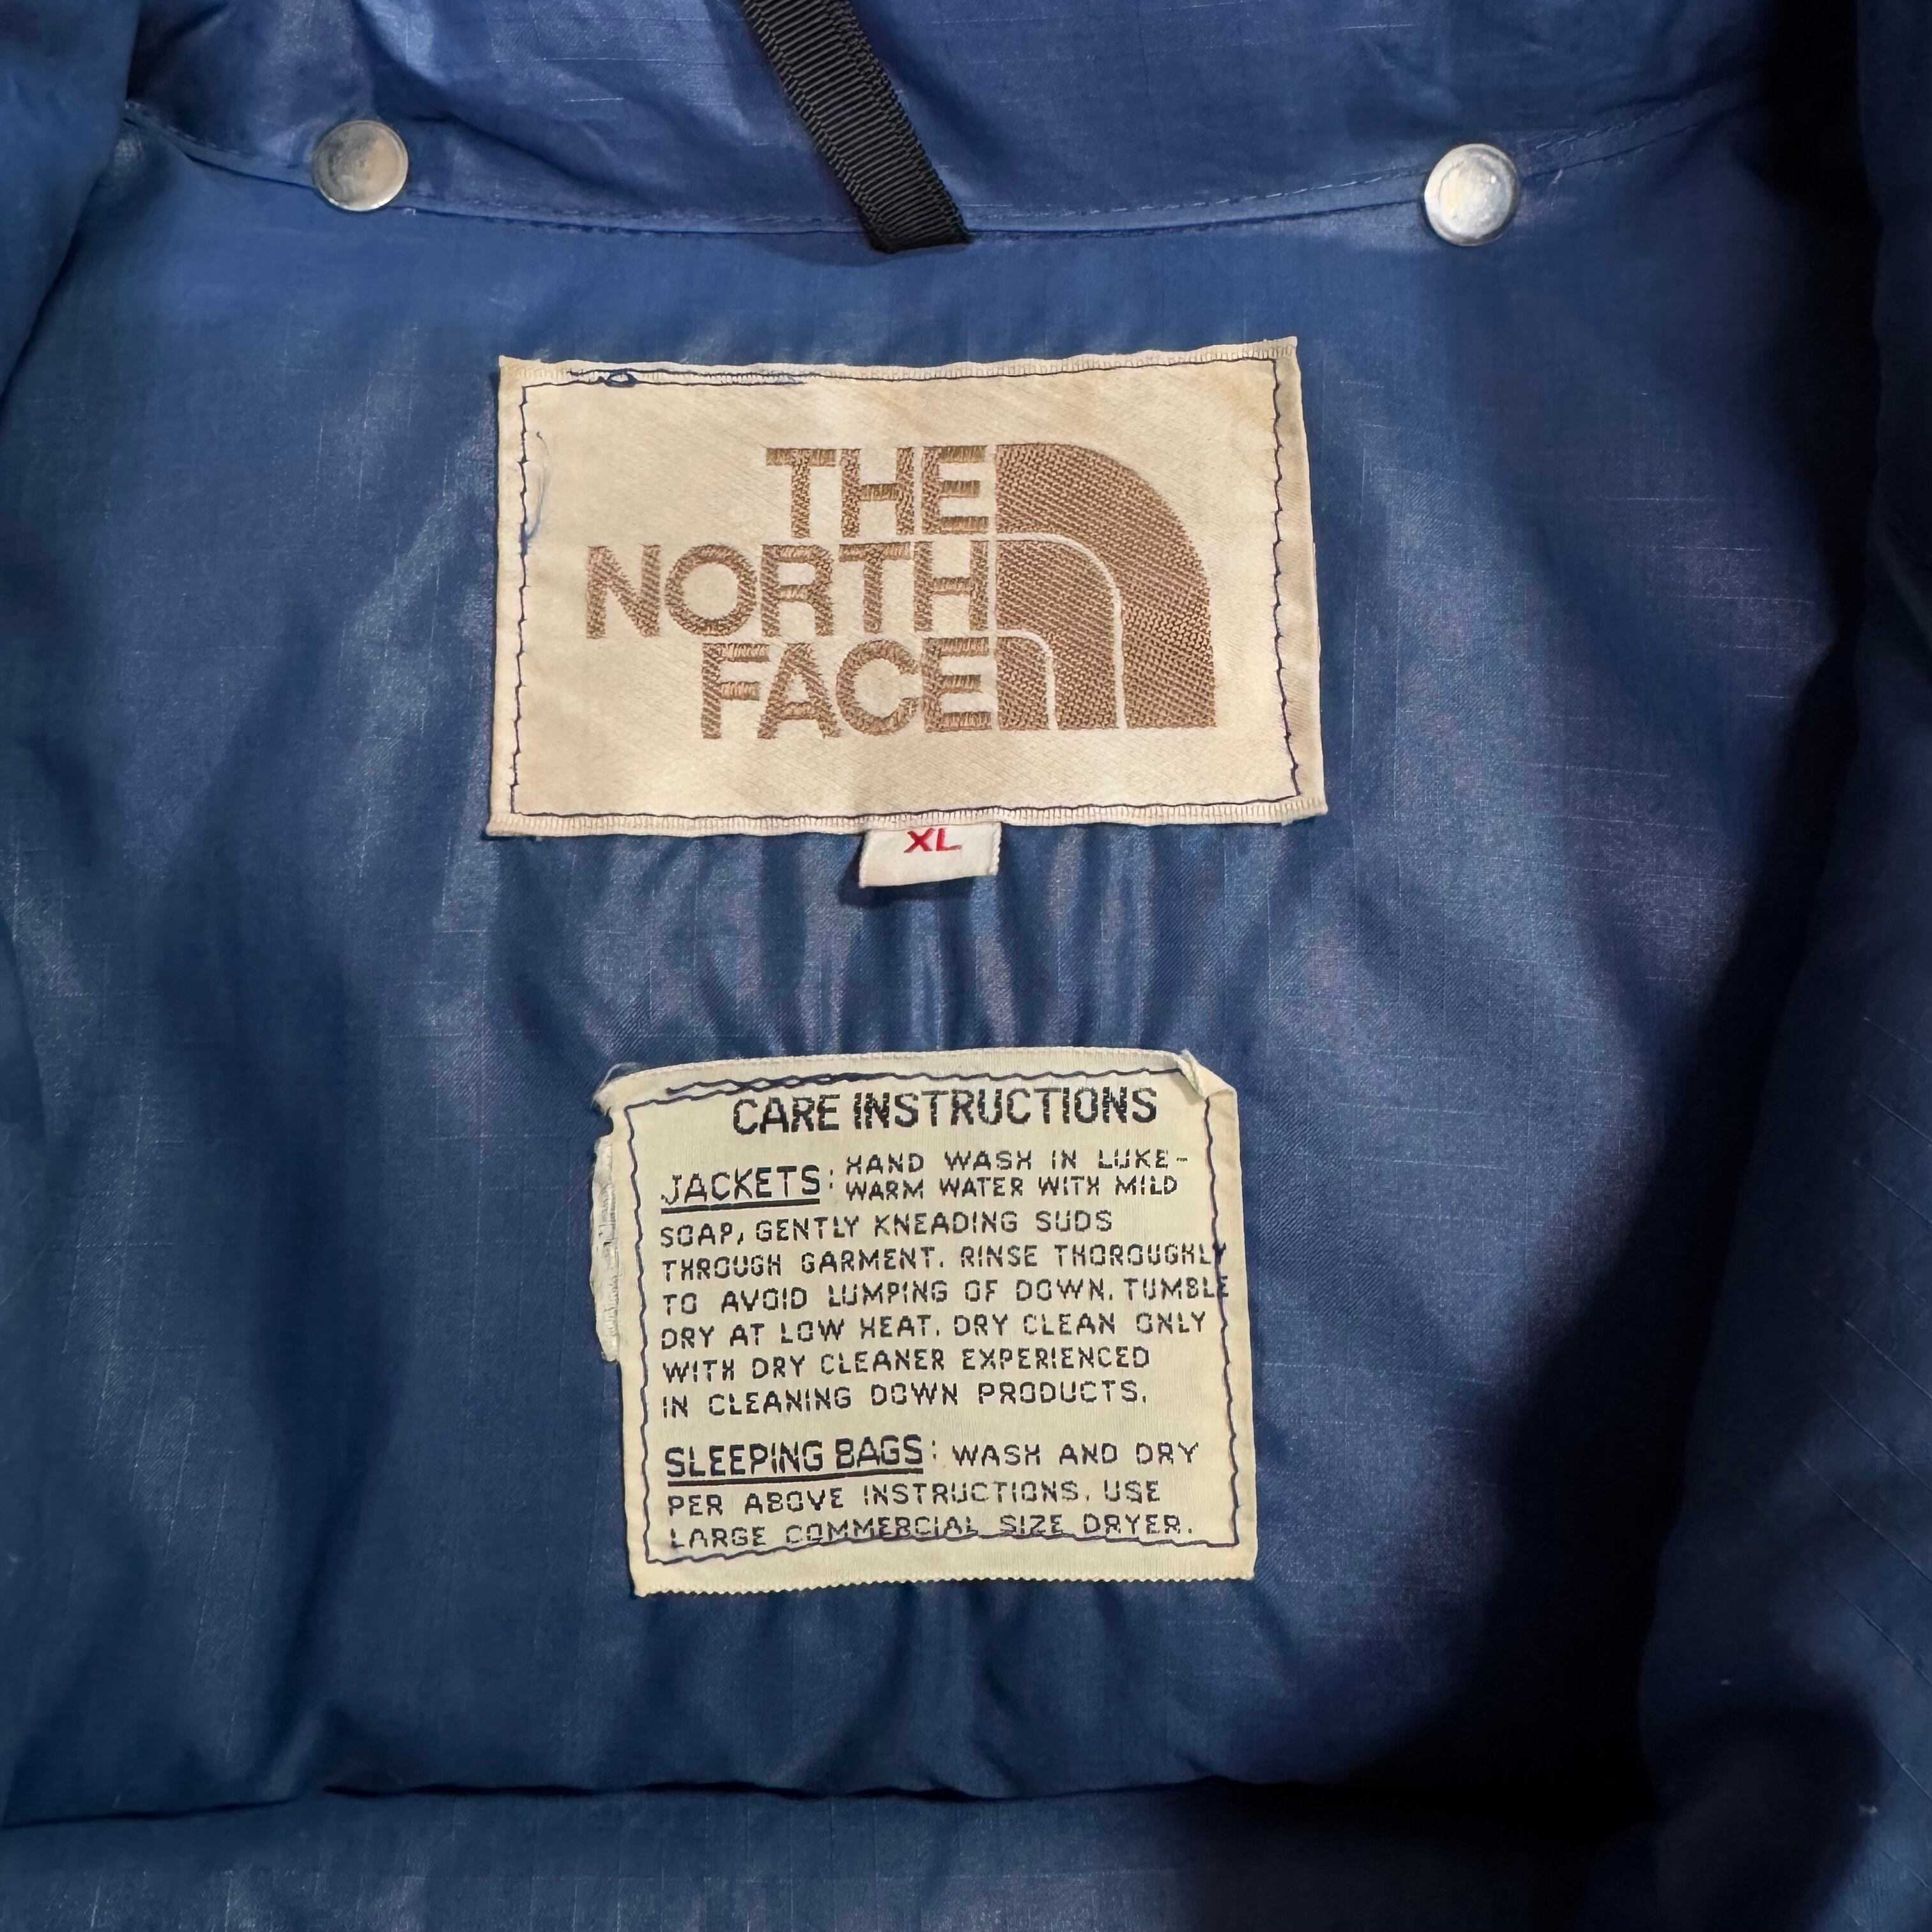 THE
NORTH
FACE
XL
CARE INSTRUCTIONS
JACKETS: HAND WASH IN LUKE-
WARM WATER WITH MILD
SOAP, GENTLY KNEADING SUDS
THROUGH GARMENT. RINSE THOROUGHLY
TO AVOID LUMPING OF DOWN. TUMBLE
DRY AT LOW HEAT. DRY CLEAN ONLY
WITH DRY CLEANER EXPERIENCED
IN CLEANING DOWN PRODUCTS.
SLEEPING BAGS: WASH AND DRY
PER ABOVE INSTRUCTIONS. USE
LARGE COMMERCIAL SIZE DRYER.